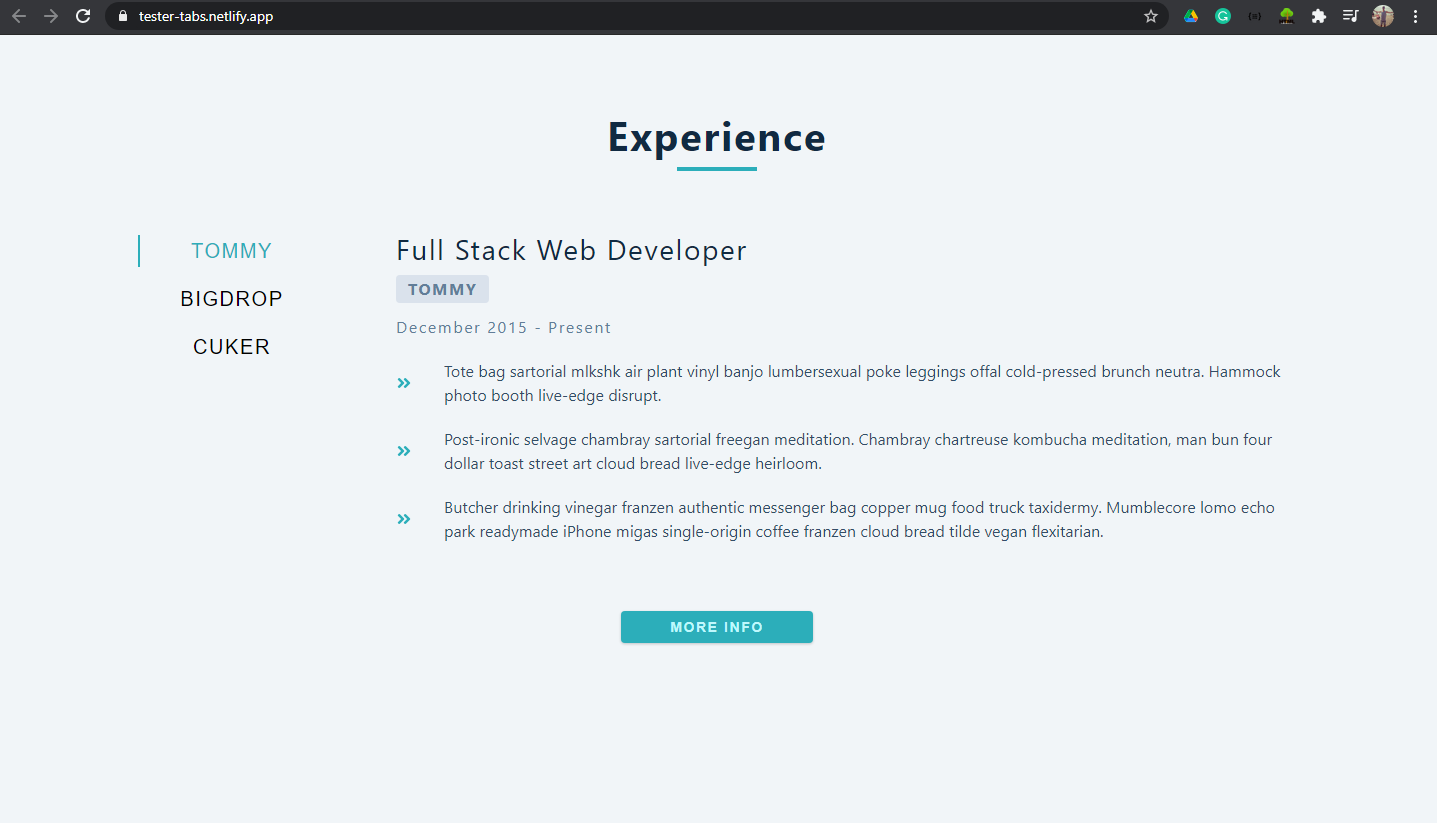 tester-tabs.netlify.app
Experience
TOMMY
BIGDROP
CUKER
Full Stack Web Developer
TOMMY
December 2015 - Present
Tote bag sartorial mlkshk air plant vinyl banjo lumbersexual poke leggings offal cold-pressed brunch neutra. Hammock
photo booth live-edge disrupt.
Post-ironic selvage chambray sartorial freegan meditation. Chambray chartreuse kombucha meditation, man bun four
dollar toast street art cloud bread live-edge heirloom.
Butcher drinking vinegar franzen authentic messenger bag copper mug food truck taxidermy. Mumblecore lomo echo
park readymade iPhone migas single-origin coffee franzen cloud bread tilde vegan flexitarian.
MORE INFO